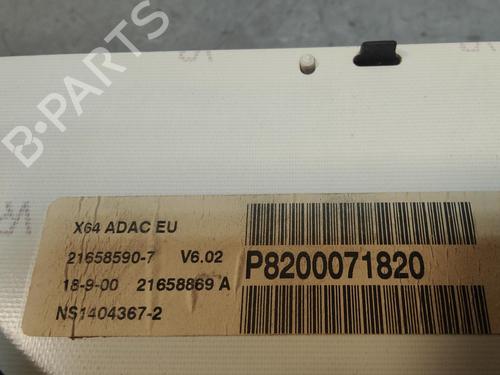 B-PARTS
X64 ADAC EU
21658590-7 V6.02
18-9-00 21658869 A
NS1404367-2
P8200071820